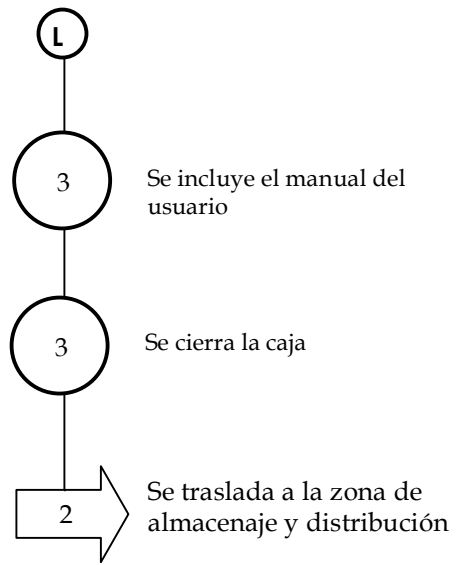 L
3
Se incluye el manual del
usuario
3
Se cierra la caja
2
Se traslada a la zona de
almacenaje y distribución